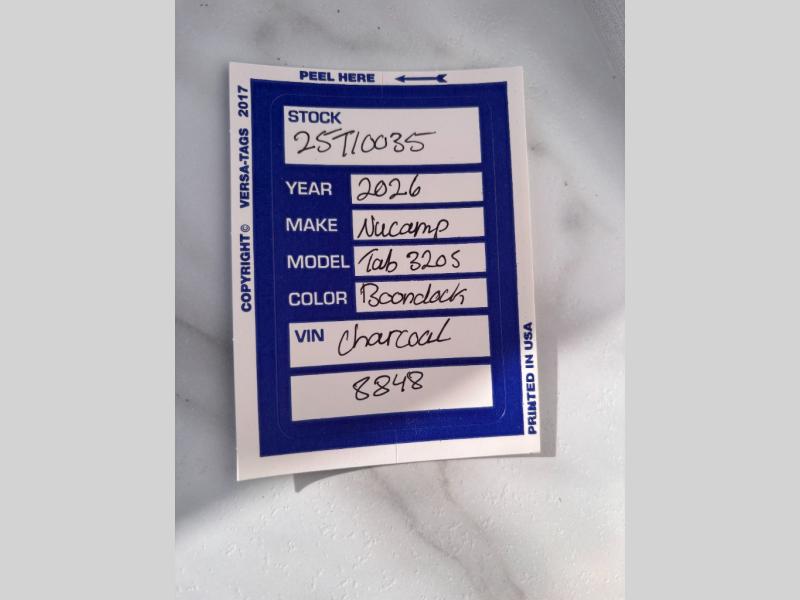 PEEL HERE
COPYRIGHT© VERSA-TAGS 2017
STOCK
25T10035
YEAR 2026
MAKE Nucamp
MODEL Tab 320S
COLOR Boondock
VIN Charcoal
8848
PRINTED IN USA